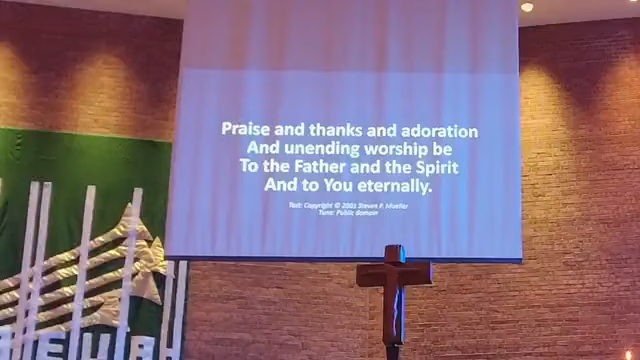 Praise and thanks and adoration
And unending worship be
To the Father and the Spirit
And to You eternally.
Text: Copyright © 2001 Steven P. Mueller
Tune: Public domain